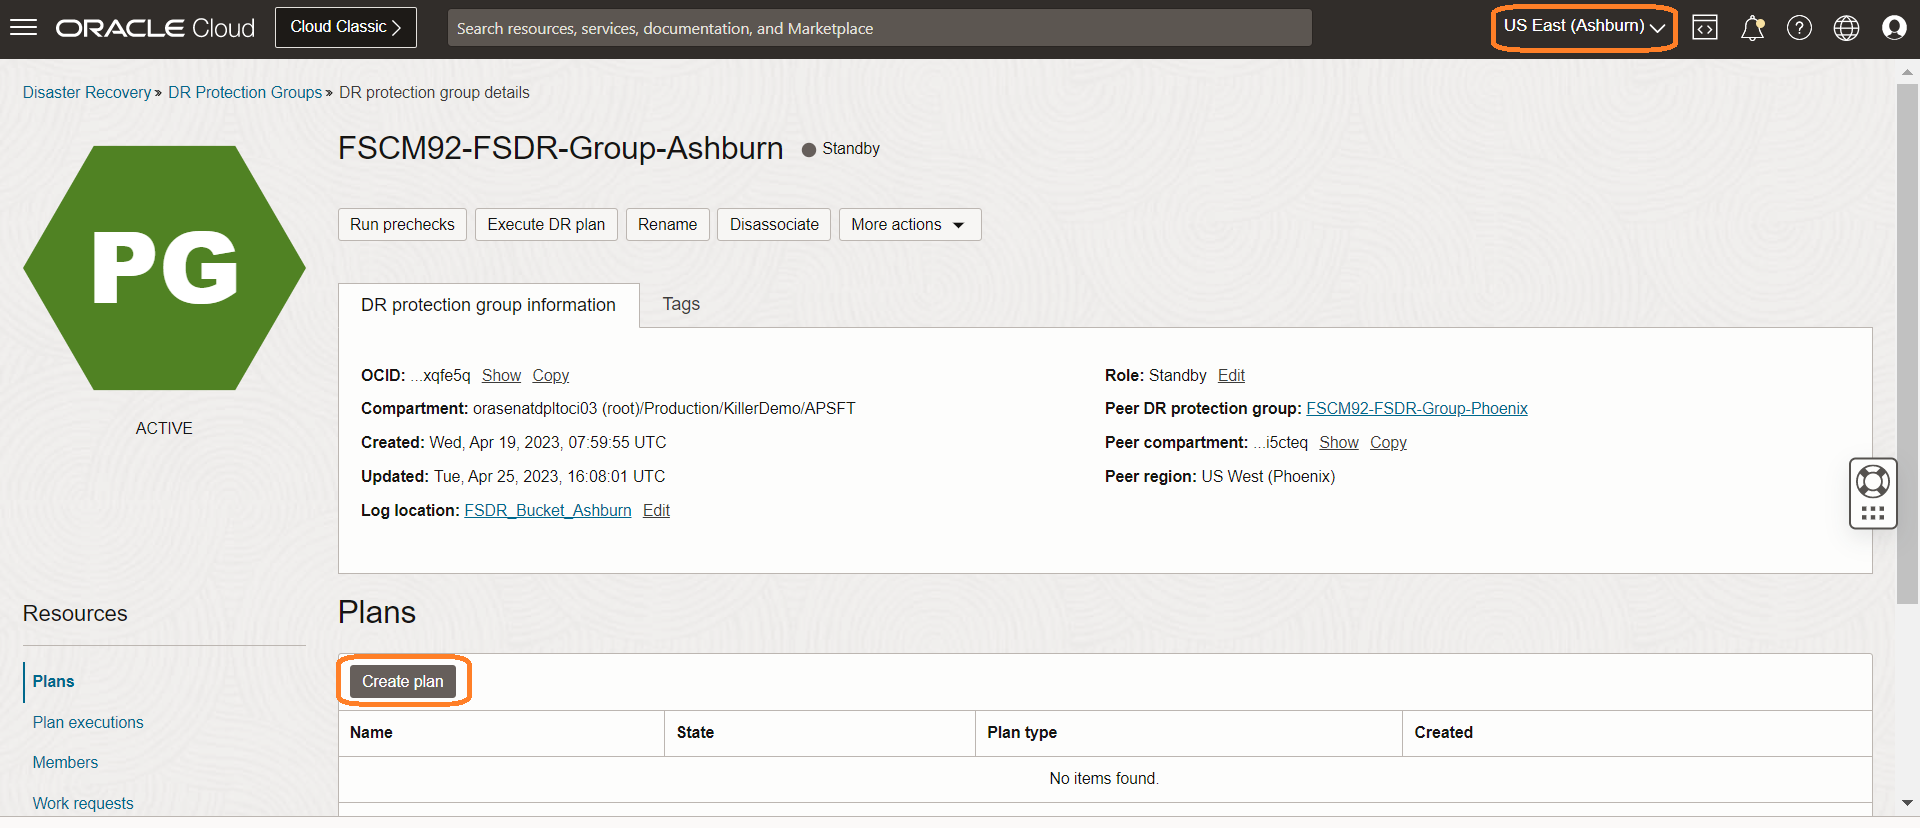 ORACLE Cloud Cloud Classic Search resources, services, documentation, and Marketplace US East (Ashburn)
Disaster Recovery » DR Protection Groups » DR protection group details
PG
ACTIVE
FSCM92-FSDR-Group-Ashburn Standby
Run prechecks Execute DR plan Rename Disassociate More actions
DR protection group information Tags
OCID: ...xqfe5q Show Copy
Compartment: orasenatdpltoci03 (root)/Production/KillerDemo/APSFT
Created: Wed, Apr 19, 2023, 07:59:55 UTC
Updated: Tue, Apr 25, 2023, 16:08:01 UTC
Log location: FSDR_Bucket_Ashburn Edit
Role: Standby Edit
Peer DR protection group: FSCM92-FSDR-Group-Phoenix
Peer compartment: ...i5cteq Show Copy
Peer region: US West (Phoenix)
Resources
Plans
Plan executions
Members
Work requests
Plans
Create plan
Name State Plan type Created
No items found.